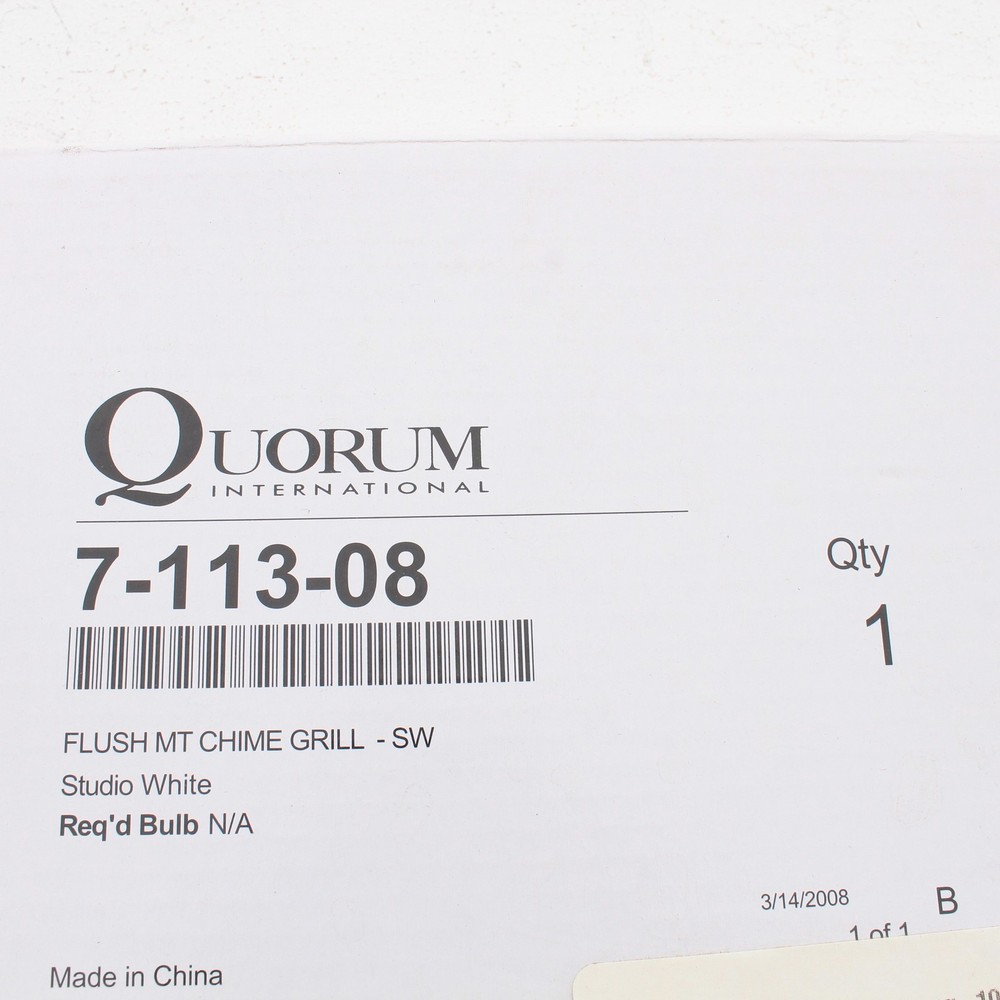 QUORUM
INTERNATIONAL
7-113-08
Qty
1
FLUSH MT CHIME GRILL - SW
Studio White
Req'd Bulb N/A
3/14/2008 B
1 of 1
Made in China